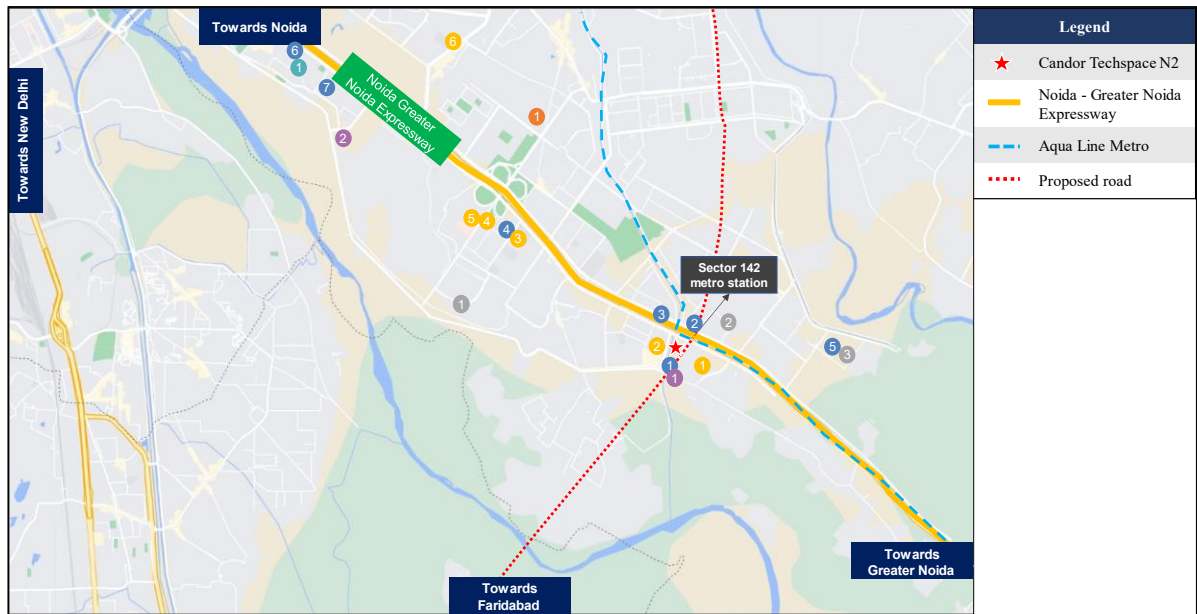 Towards Noida
Towards New Delhi
Noida Greater
Noida Expressway
6
1
7
2
6
1
5
4
4
3
1
Sector 142
metro station
3
2
2
2
1
1
1
5
3
Towards
Greater Noida
Towards
Faridabad
Legend
Candor Techspace N2
Noida - Greater Noida
Expressway
Aqua Line Metro
Proposed road